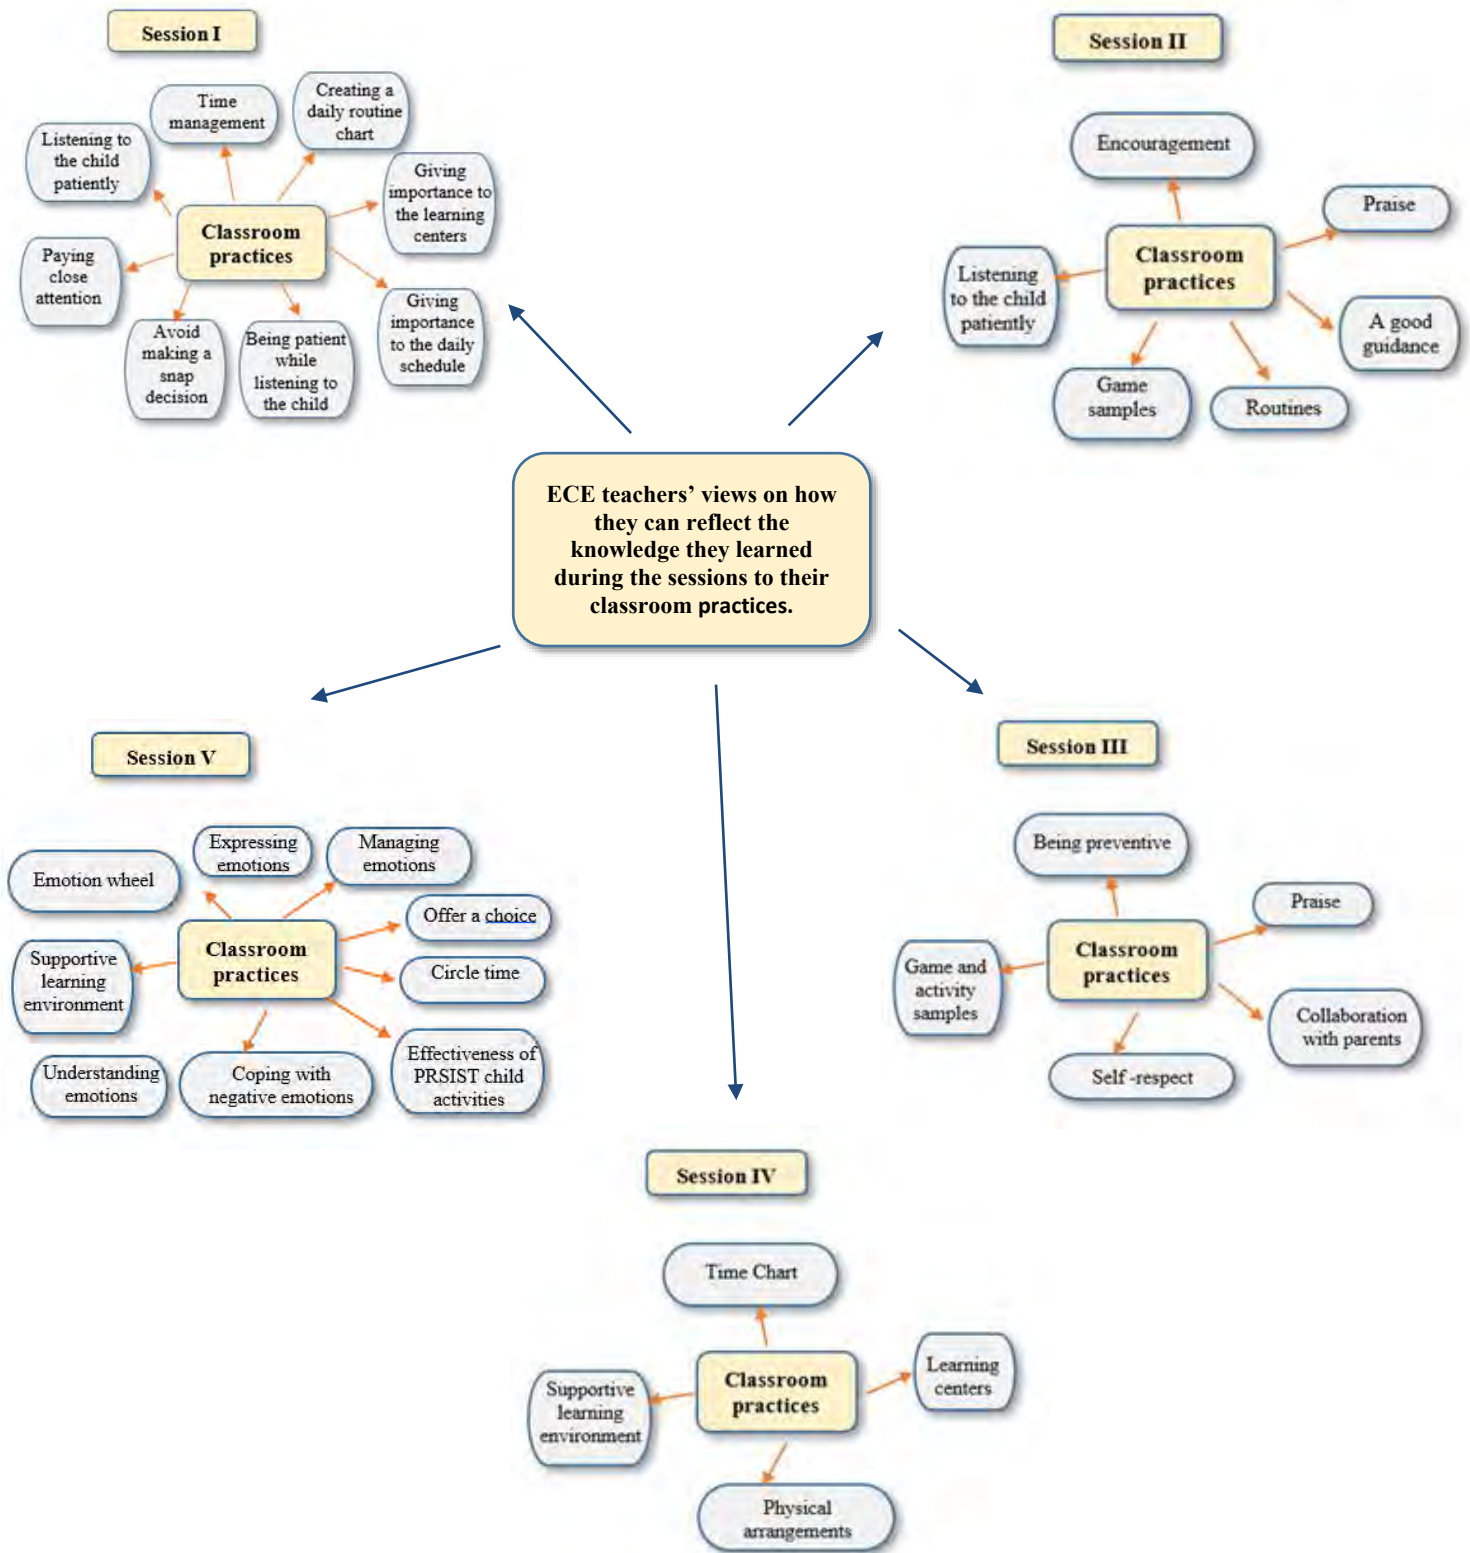 Session I
Time
management
Creating a
daily routine
chart
Listening to
the child
patiently
Giving
importance to
the learning
centers
Classroom
practices
Paying
close
attention
Giving
importance
to the daily
schedule
Avoid
making a
snap
decision
Being patient
while
listening to
the child
Session II
Encouragement
Praise
Classroom
practices
Listening
to the child
patiently
A good
guidance
Game
samples
Routines
ECE teachers’ views on how
they can reflect the
knowledge they learned
during the sessions to their
classroom practices.
Session V
Expressing
emotions
Managing
emotions
Emotion wheel
Offer a choice
Classroom
practices
Supportive
learning
environment
Circle time
Understanding
emotions
Coping with
negative emotions
Effectiveness of
PRSIST child
activities
Session III
Being preventive
Praise
Classroom
practices
Game and
activity
samples
Collaboration
with parents
Self -respect
Session IV
Time Chart
Learning
centers
Classroom
practices
Supportive
learning
environment
Physical
arrangements